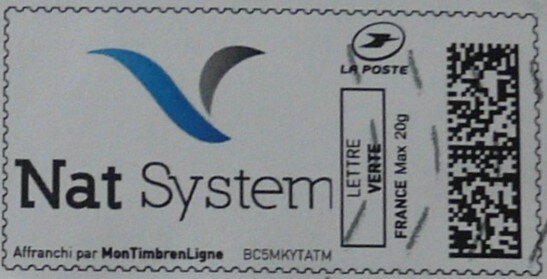 Nat System
Affranchi par MonTimbrenLigne BC5MKYTATM
LA POSTE
LETTRE
VERTE
FRANCE Max 20g